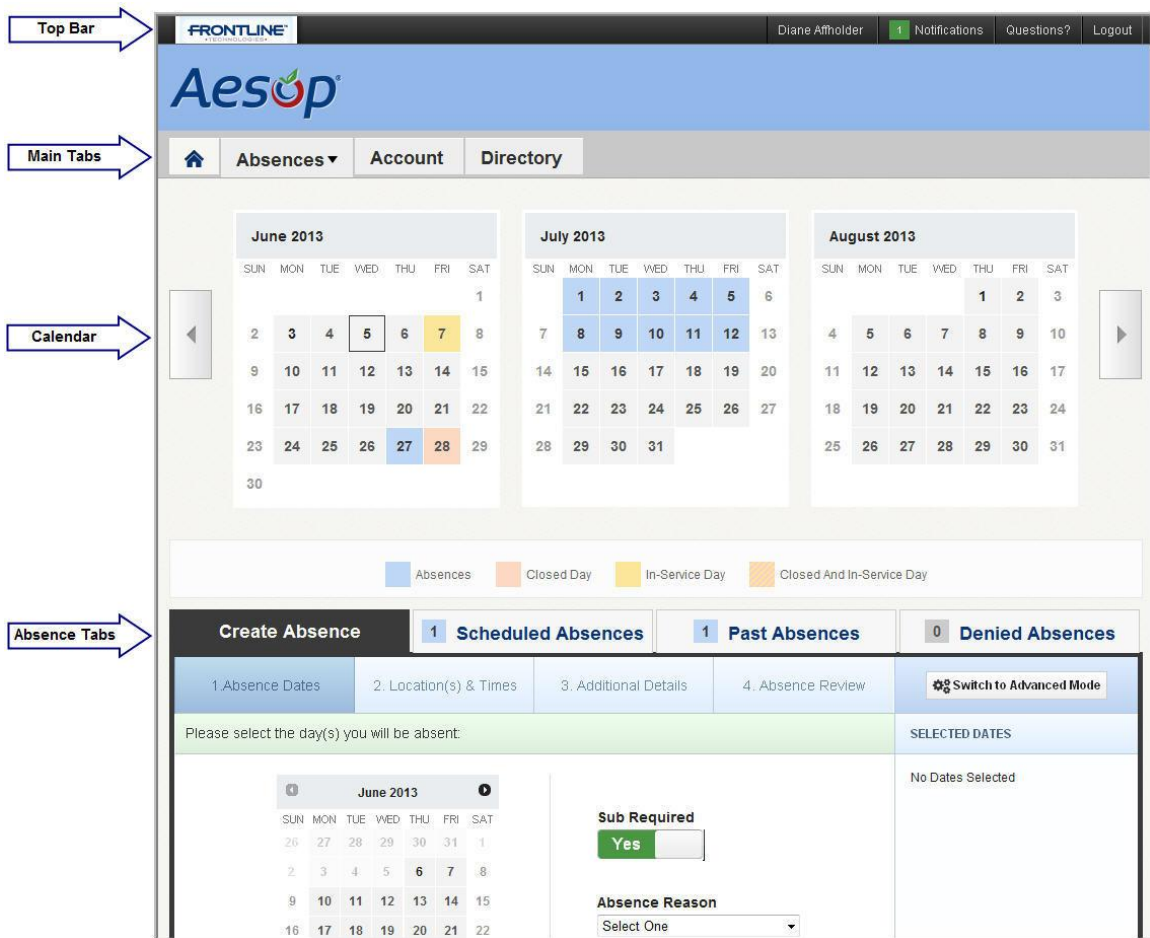 Top Bar
FRONTLINE
TECHNOLOGIES
Diane Affholder 1 Notifications Questions? Logout
Aesop
Main Tabs
Absences Account Directory
Calendar
June 2013
SUN MON TUE WED THU FRI SAT
1
2 3 4 5 6 7 8
9 10 11 12 13 14 15
16 17 18 19 20 21 22
23 24 25 26 27 28 29
30
July 2013
SUN MON TUE WED THU FRI SAT
1 2 3 4 5 6
7 8 9 10 11 12 13
14 15 16 17 18 19 20
21 22 23 24 25 26 27
28 29 30 31
August 2013
SUN MON TUE WED THU FRI SAT
1 2 3
4 5 6 7 8 9 10
11 12 13 14 15 16 17
18 19 20 21 22 23 24
25 26 27 28 29 30 31
Absences Closed Day In-Service Day Closed And In-Service Day
Absence Tabs
Create Absence 1 Scheduled Absences 1 Past Absences 0 Denied Absences
1.Absence Dates 2. Location(s) & Times 3. Additional Details 4. Absence Review Switch to Advanced Mode
Please select the day(s) you will be absent:
SELECTED DATES
No Dates Selected
June 2013
SUN MON TUE WED THU FRI SAT
26 27 28 29 30 31 1
2 3 4 5 6 7 8
9 10 11 12 13 14 15
16 17 18 19 20 21 22
Sub Required
Yes
Absence Reason
Select One